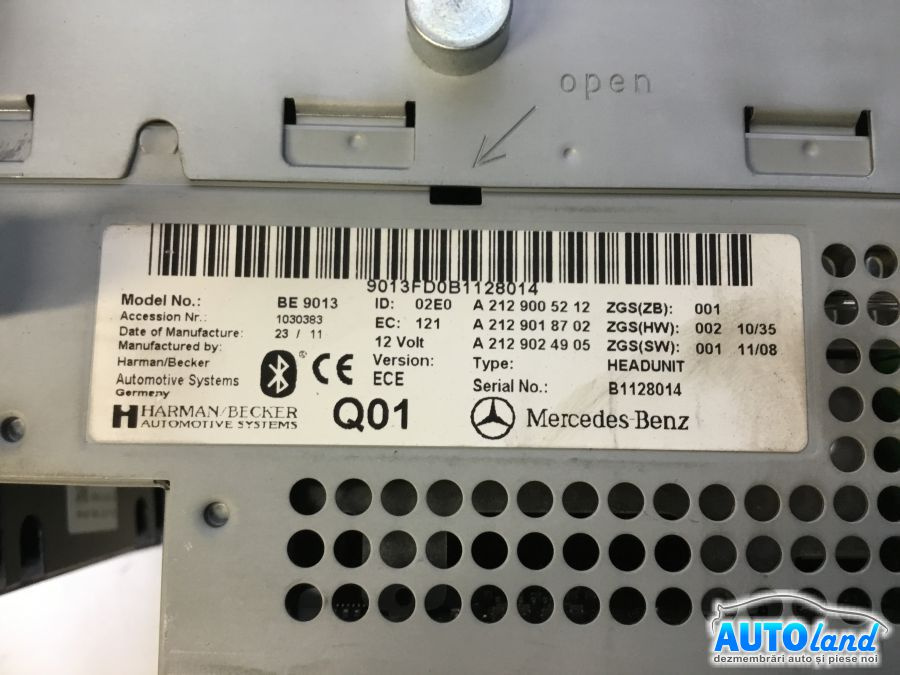 open
9013FD0B1128014
Model No.: BE 9013 ID: 02E0 A 212 900 52 12 ZGS(ZB): 001
Accession Nr.: 1030383 EC: 121 A 212 901 87 02 ZGS(HW): 002 10/35
Date of Manufacture: 23 / 11 12 Volt A 212 902 49 05 ZGS(SW): 001 11/08
Manufactured by: Version: Type: HEADUNIT
Harman/Becker ECE Serial No.: B1128014
Automotive Systems
Germany
CE
HARMAN/BECKER
AUTOMOTIVE SYSTEMS
Q01
Mercedes-Benz
AUTOland
dezmembrări auto și piese noi